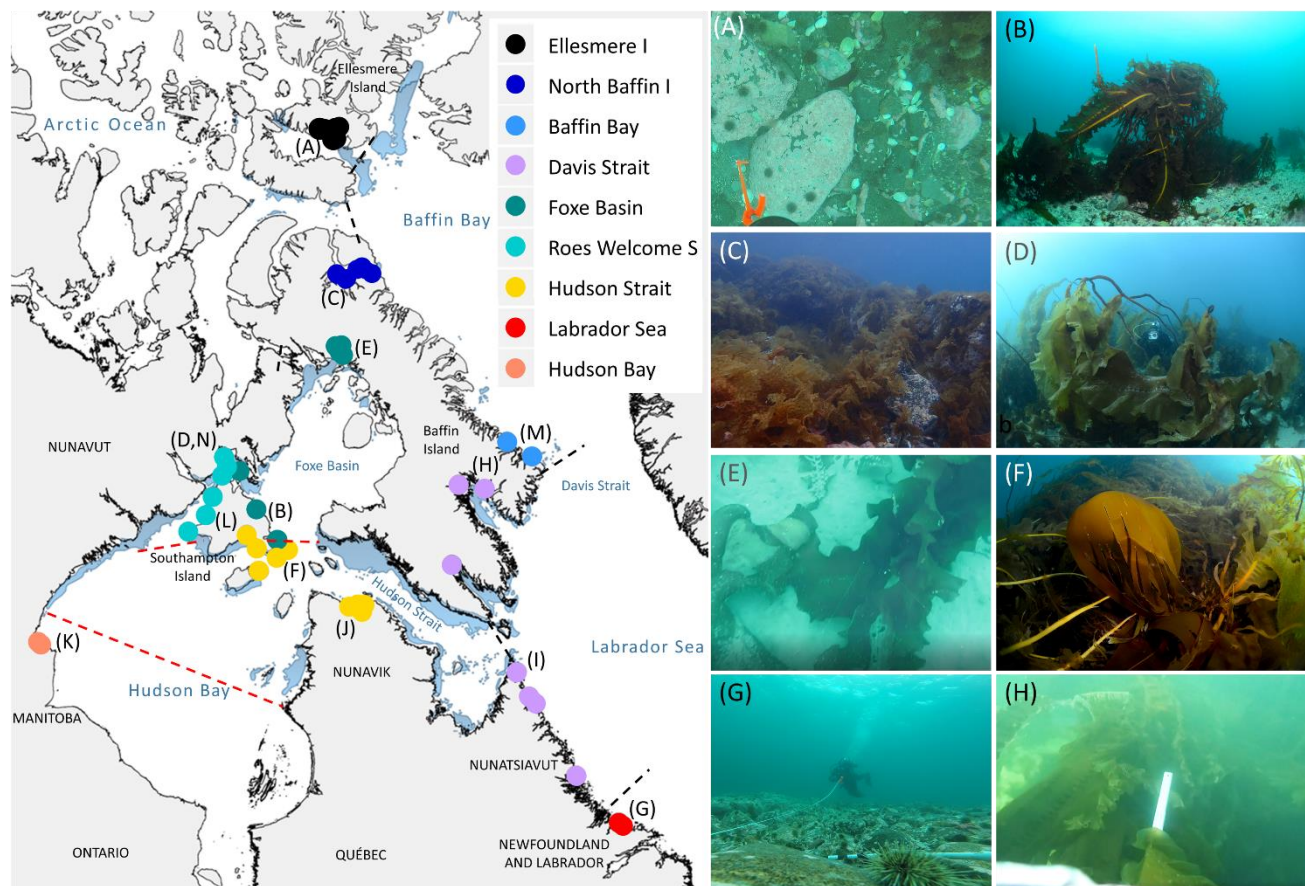 Ellesmere I
North Baffin I
Baffin Bay
Davis Strait
Foxe Basin
Roes Welcome S
Hudson Strait
Labrador Sea
Hudson Bay
Ellesmere
Island
Arctic Ocean
(A)
Baffin Bay
(C)
(E)
NUNAVUT
(D,N)
Foxe Basin
Baffin
Island
(H)
(M)
Davis Strait
(B)
(L)
Southampton
Island
(F)
Hudson Strait
(J)
(K)
Hudson Bay
NUNAVIK
(I)
Labrador Sea
MANITOBA
NUNATSIAVUT
(G)
ONTARIO
QUÉBEC
NEWFOUNDLAND
AND LABRADOR
(A)
(B)
(C)
(D)
b
(E)
(F)
(G)
(H)